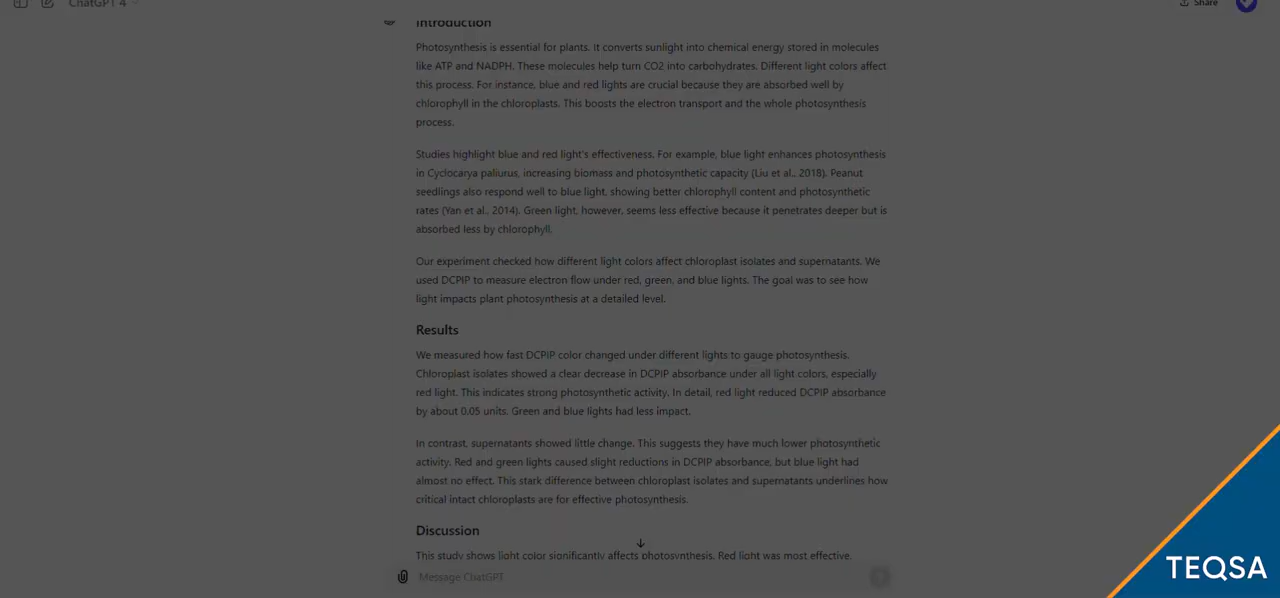 ChatGPT 4
Share
Introduction
Photosynthesis is essential for plants. It converts sunlight into chemical energy stored in molecules
like ATP and NADPH. These molecules help turn CO2 into carbohydrates. Different light colors affect
this process. For instance, blue and red lights are crucial because they are absorbed well by
chlorophyll in the chloroplasts. This boosts the electron transport and the whole photosynthesis
process.
Studies highlight blue and red light's effectiveness. For example, blue light enhances photosynthesis
in Cyclocarya paliurus, increasing biomass and photosynthetic capacity (Liu et al., 2018). Peanut
seedlings also respond well to blue light, showing better chlorophyll content and photosynthetic
rates (Yan et al., 2014). Green light, however, seems less effective because it penetrates deeper but is
absorbed less by chlorophyll.
Our experiment checked how different light colors affect chloroplast isolates and supernatants. We
used DCPIP to measure electron flow under red, green, and blue lights. The goal was to see how
light impacts plant photosynthesis at a detailed level.
Results
We measured how fast DCPIP color changed under different lights to gauge photosynthesis.
Chloroplast isolates showed a clear decrease in DCPIP absorbance under all light colors, especially
red light. This indicates strong photosynthetic activity. In detail, red light reduced DCPIP absorbance
by about 0.05 units. Green and blue lights had less impact.
In contrast, supernatants showed little change. This suggests they have much lower photosynthetic
activity. Red and green lights caused slight reductions in DCPIP absorbance, but blue light had
almost no effect. This stark difference between chloroplast isolates and supernatants underlines how
critical intact chloroplasts are for effective photosynthesis.
Discussion
This study shows light color significantly affects photosynthesis. Red light was most effective.
Message ChatGPT
TEQSA